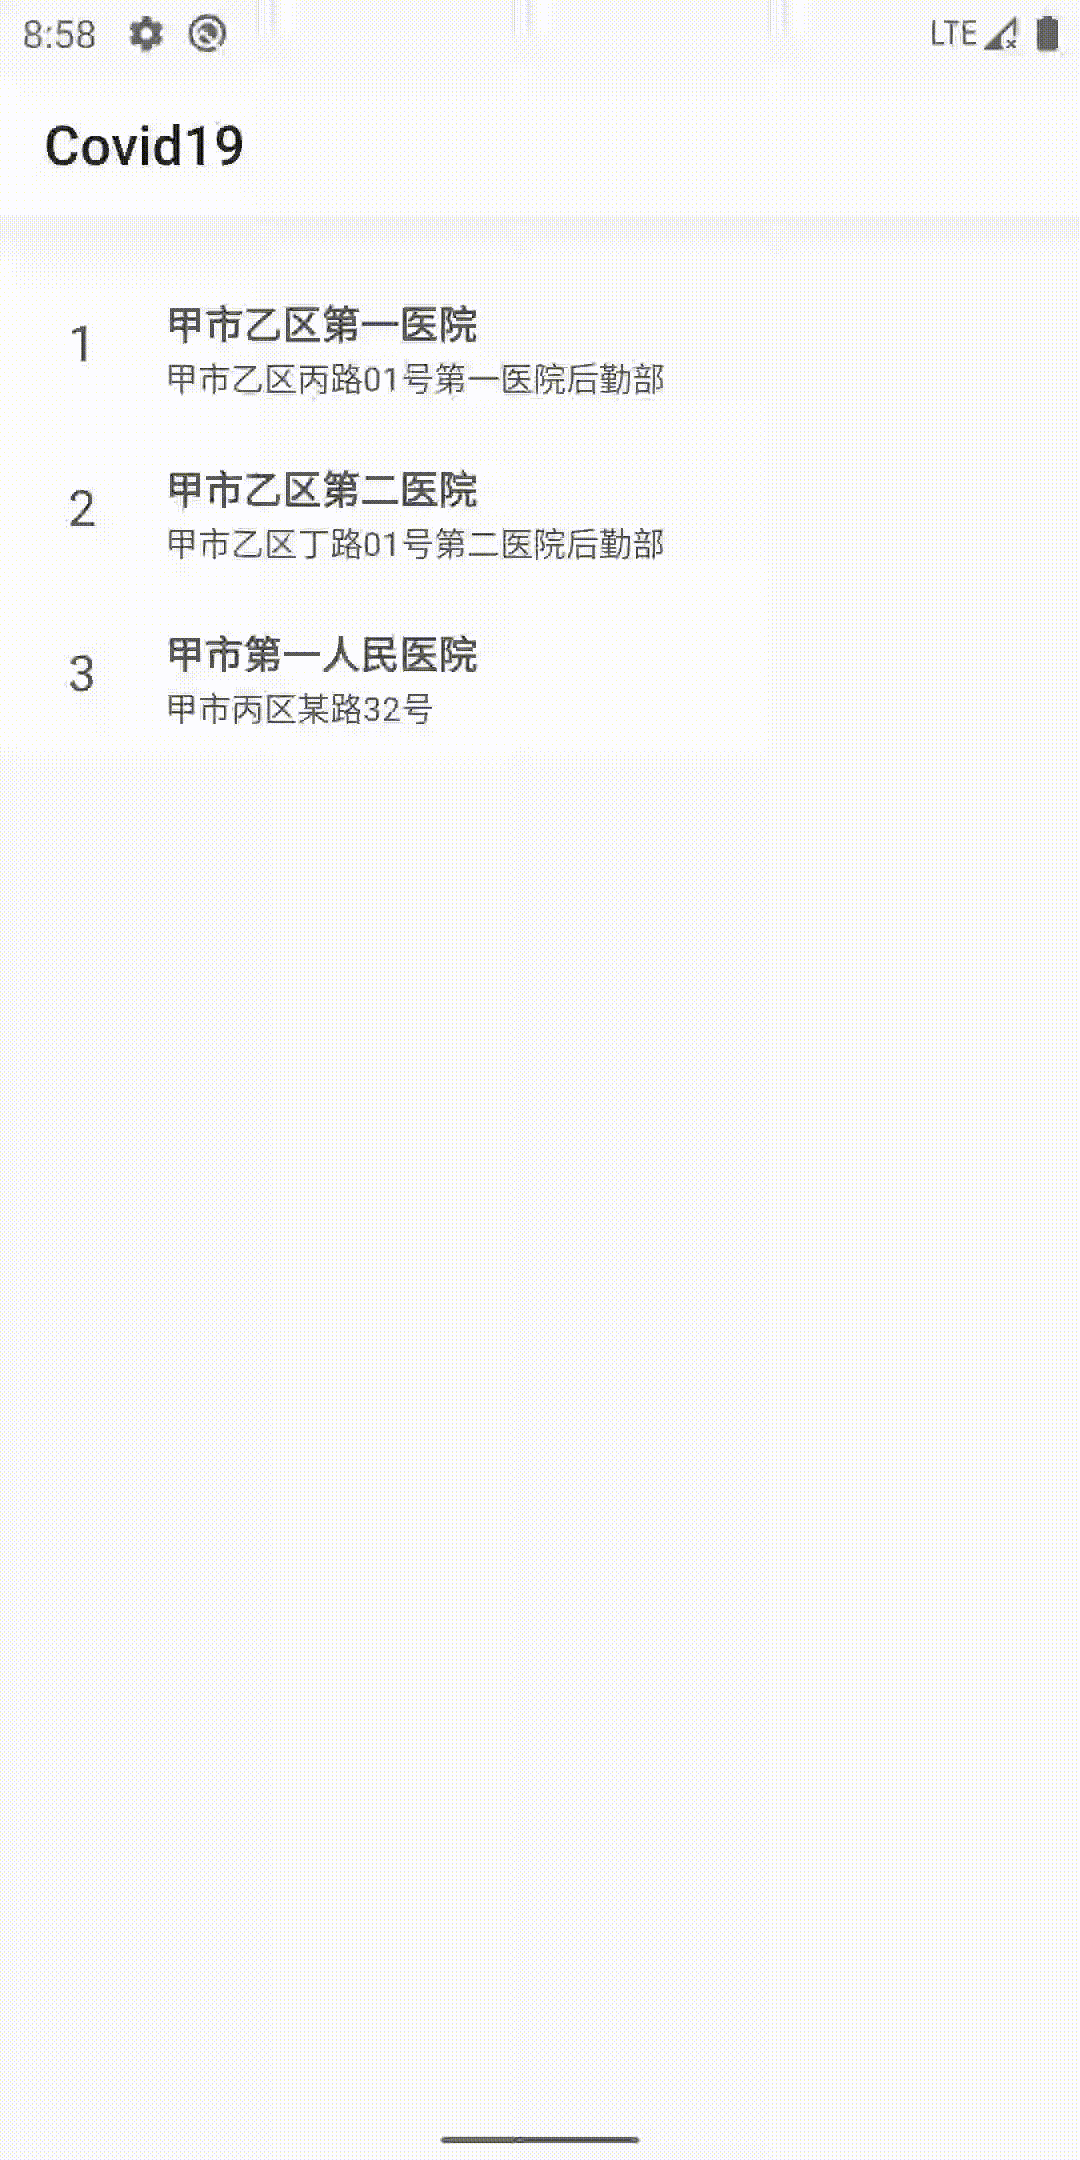 8:58 LTE
Covid19
1
甲市乙区第一医院
甲市乙区丙路01号第一医院后勤部
2
甲市乙区第二医院
甲市乙区丁路01号第二医院后勤部
3
甲市第一人民医院
甲市丙区某路32号